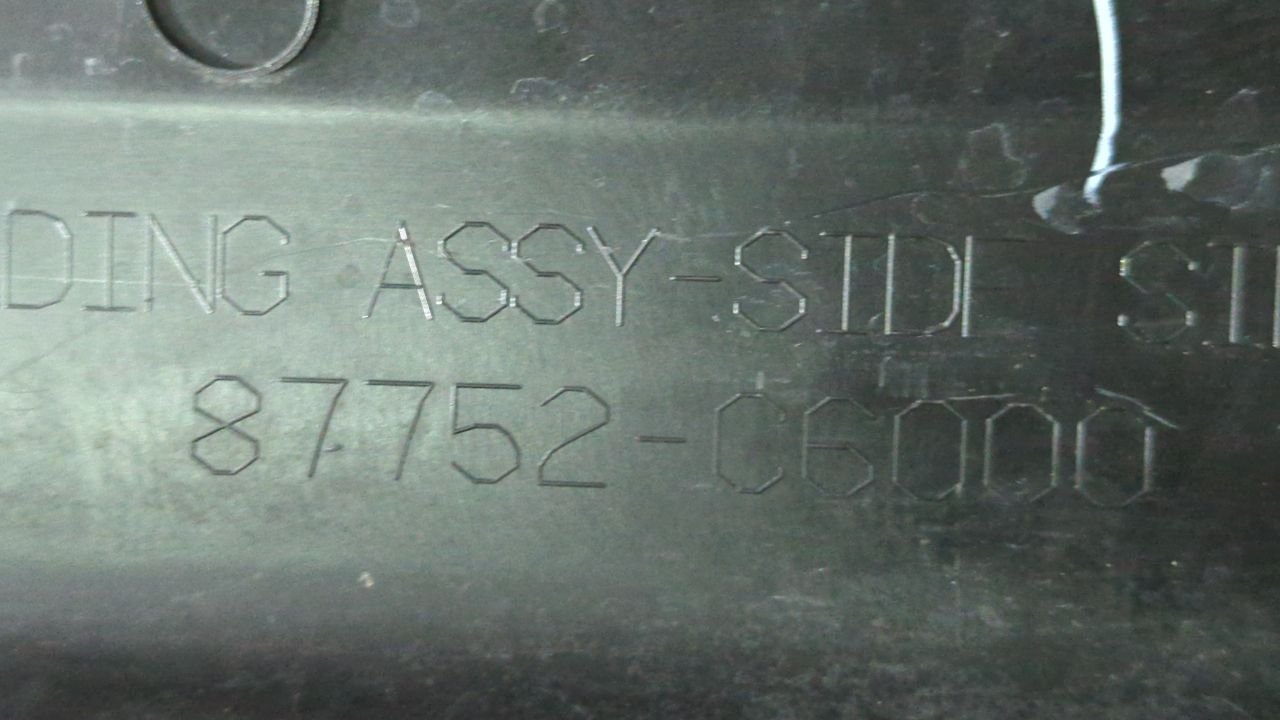 DING ASSY-SIDE SI
87752-C6000